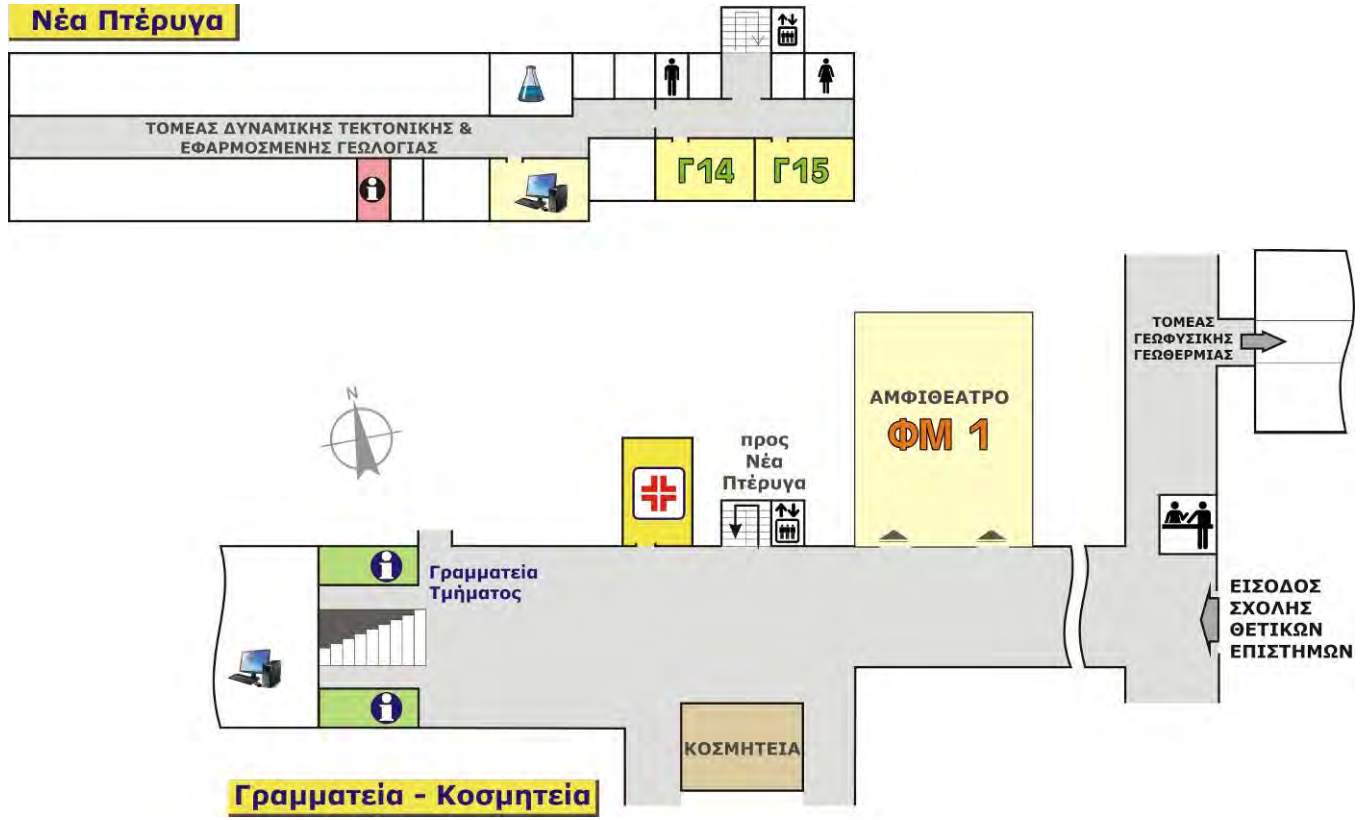 Νέα Πτέρυγα
ΤΟΜΕΑΣ ΔΥΝΑΜΙΚΗΣ ΤΕΚΤΟΝΙΚΗΣ &
ΕΦΑΡΜΟΣΜΕΝΗΣ ΓΕΩΛΟΓΙΑΣ
Γ14
Γ15
ΤΟΜΕΑΣ
ΓΕΩΦΥΣΙΚΗΣ
ΓΕΩΘΕΡΜΙΑΣ
N
ΑΜΦΙΘΕΑΤΡΟ
ΦΜ 1
προς
Νέα
Πτέρυγα
Γραμματεία
Τμήματος
ΕΙΣΟΔΟΣ
ΣΧΟΛΗΣ
ΘΕΤΙΚΩΝ
ΕΠΙΣΤΗΜΩΝ
ΚΟΣΜΗΤΕΙΑ
Γραμματεία - Κοσμητεία